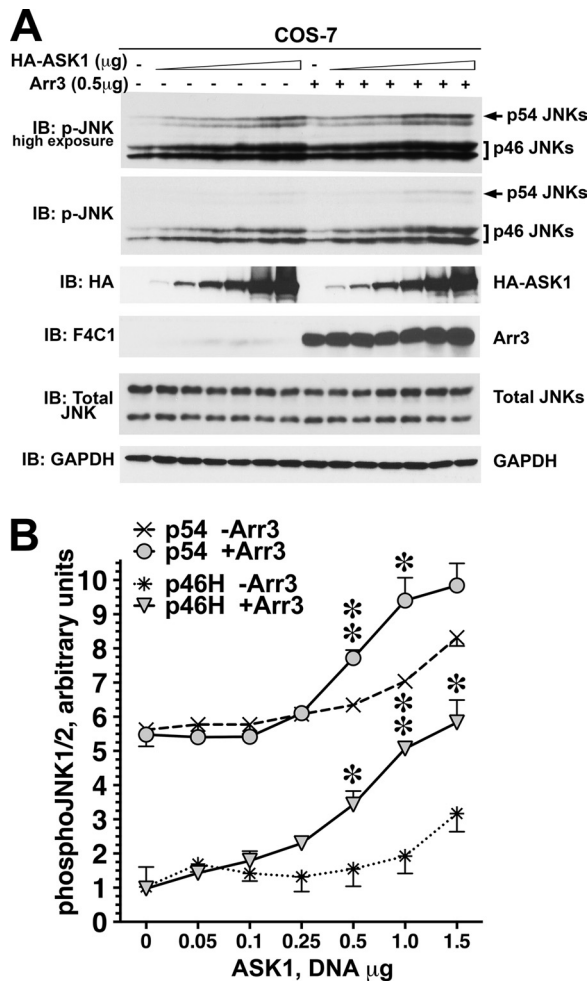 A
COS-7
HA-ASK1 (μg) - -
Arr3 (0.5μg) - - - - - - - + + + + + + +
IB: p-JNK
high exposure
p54 JNKs
p46 JNKs
IB: p-JNK
p54 JNKs
p46 JNKs
IB: HA
HA-ASK1
IB: F4C1
Arr3
IB: Total
JNK
Total JNKs
IB: GAPDH
GAPDH
B
p54 -Arr3
p54 +Arr3
p46H -Arr3
p46H +Arr3
phosphoJNK1/2, arbitrary units
10
9
8
7
6
5
4
3
2
1
0
* * * * * * * *
0 0.05 0.1 0.25 0.5 1.0 1.5
ASK1, DNA μg